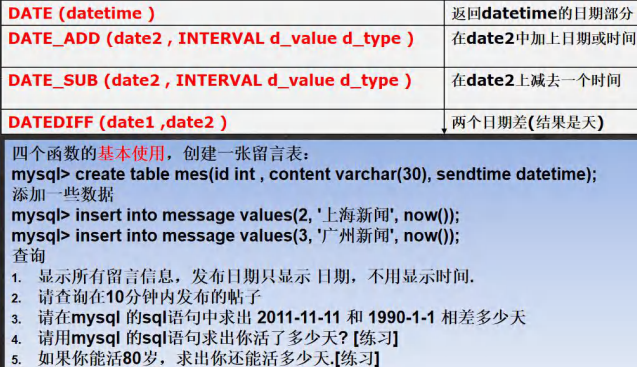 DATE (datetime ) 返回datetime的日期部分
DATE_ADD (date2 , INTERVAL d_value d_type ) 在date2中加上日期或时间
DATE_SUB (date2 , INTERVAL d_value d_type ) 在date2上减去一个时间
DATEDIFF (date1 ,date2 ) 两个日期差(结果是天)
四个函数的基本使用，创建一张留言表：
mysql> create table mes(id int , content varchar(30), sendtime datetime);
添加一些数据
mysql> insert into message values(2, '上海新闻', now());
mysql> insert into message values(3, '广州新闻', now());
查询
1. 显示所有留言信息，发布日期只显示 日期，不用显示时间.
2. 请查询在10分钟内发布的帖子
3. 请在mysql 的sql语句中求出 2011-11-11 和 1990-1-1 相差多少天
4. 请用mysql 的sql语句求出你活了多少天? [练习]
5. 如果你能活80岁，求出你还能活多少天.[练习]